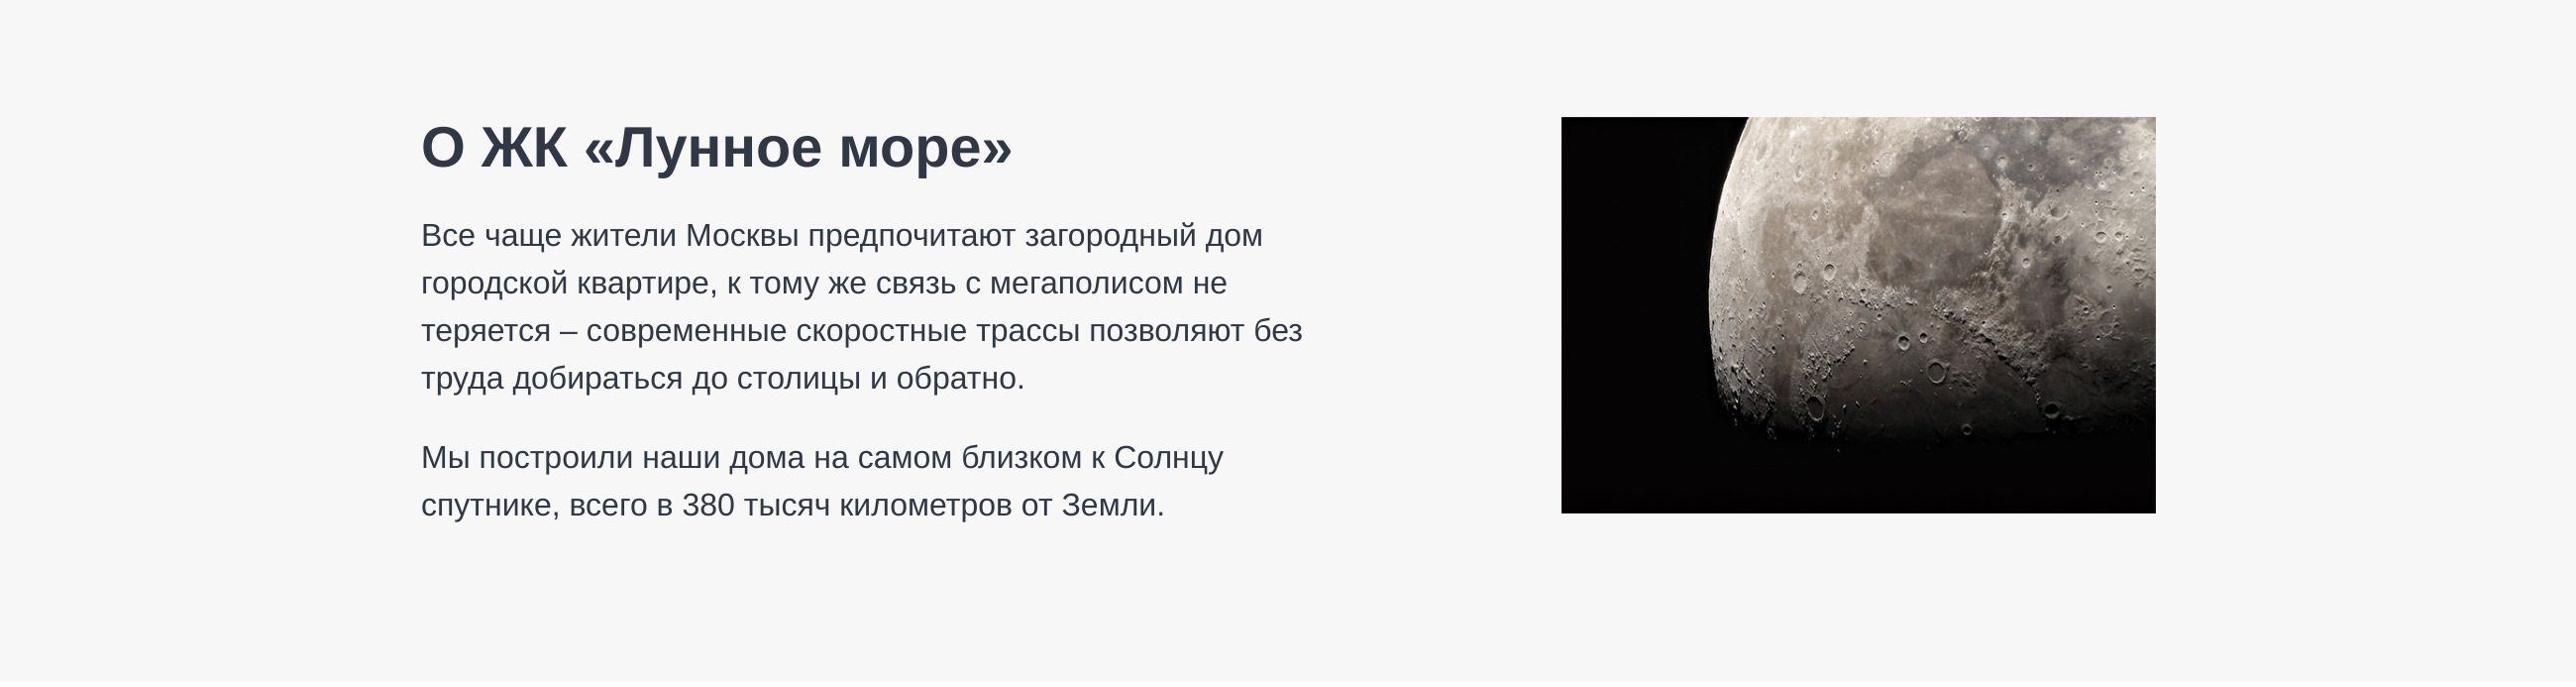 О ЖК «Лунное море»
Все чаще жители Москвы предпочитают загородный дом
городской квартире, к тому же связь с мегаполисом не
теряется – современные скоростные трассы позволяют без
труда добираться до столицы и обратно.
Мы построили наши дома на самом близком к Солнцу
спутнике, всего в 380 тысяч километров от Земли.